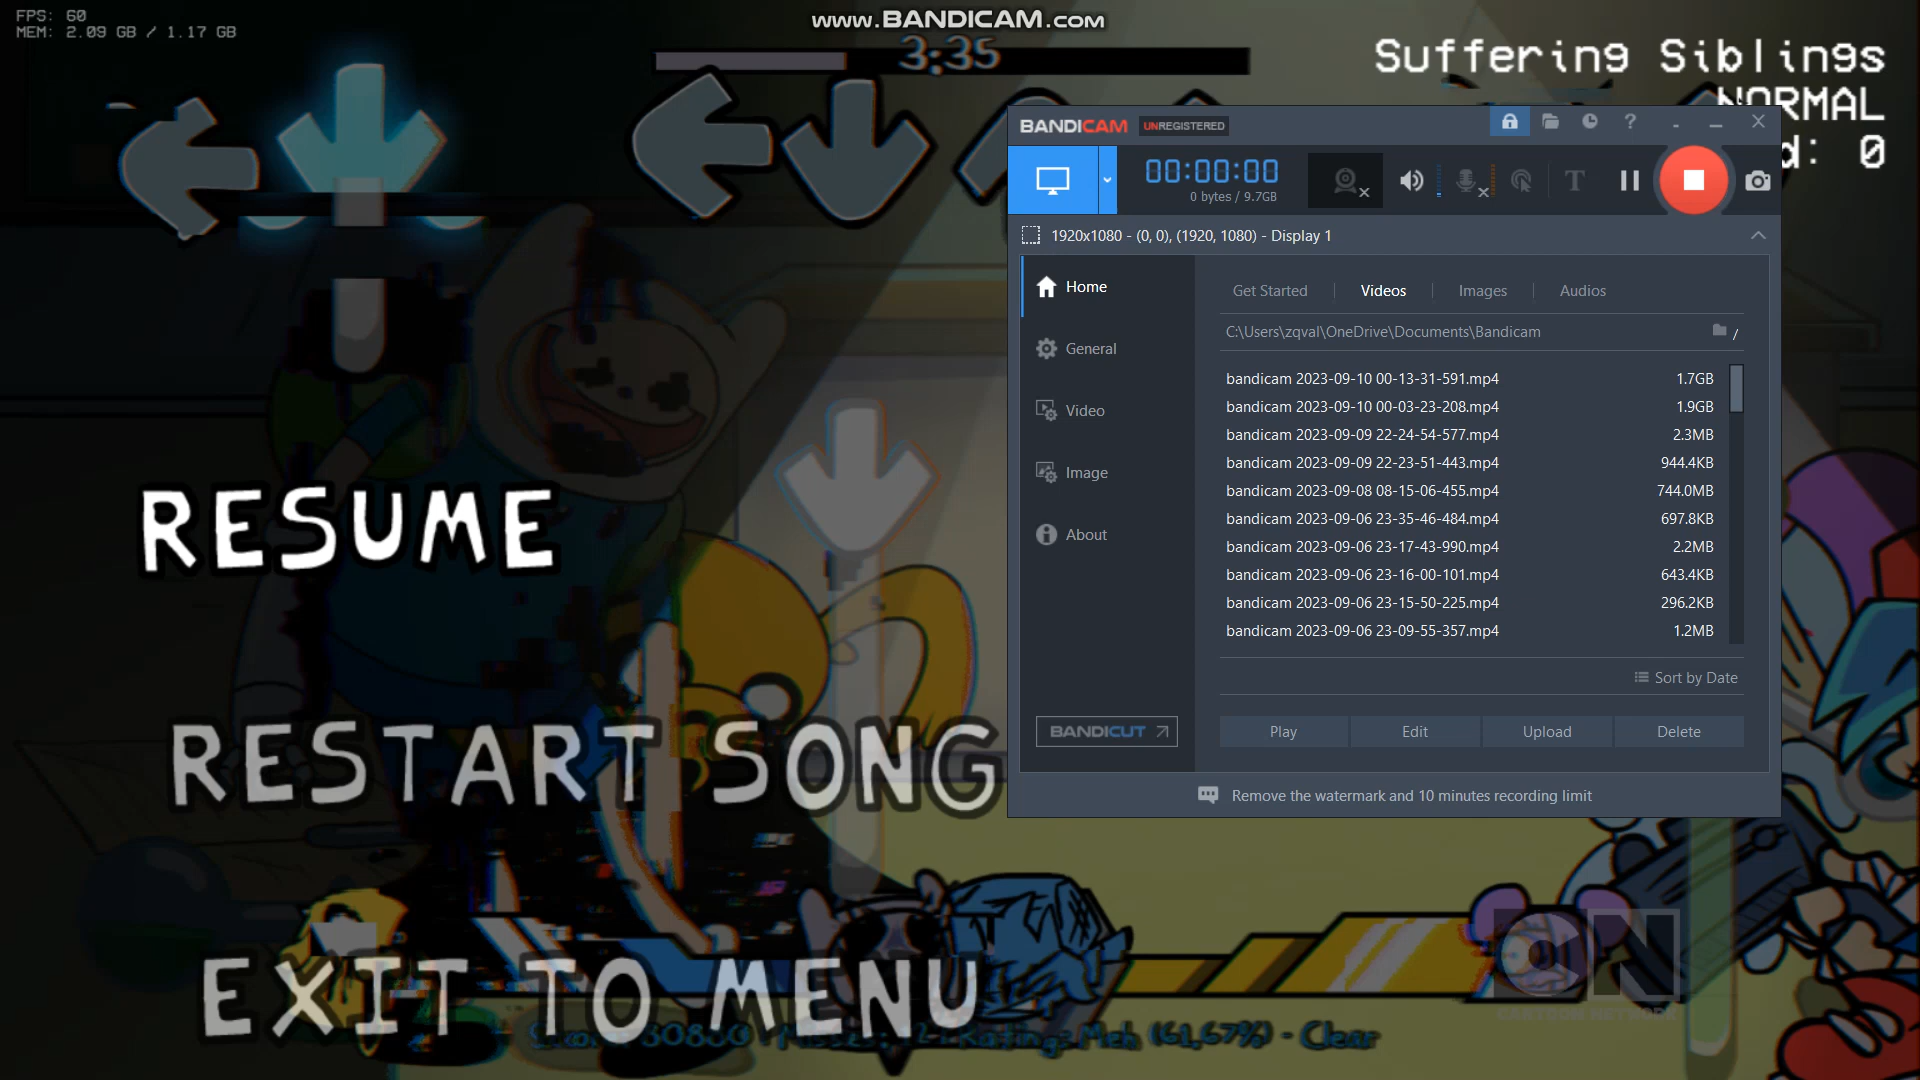 FPS: 60
MEM: 2.09 GB / 1.17 GB
www.BANDICAM.com
3:35
Suffering Siblings
NORMAL
d: 0
BANDICAM UNREGISTERED
?
00:00:00
0 bytes / 9.7GB
T
1920x1080 - (0, 0), (1920, 1080) - Display 1
Home
General
Video
Image
About
BANDICUT
Get Started
Videos
Images
Audios
C:\Users\zqval\OneDrive\Documents\Bandicam
/
bandicam 2023-09-10 00-13-31-591.mp4 1.7GB
bandicam 2023-09-10 00-03-23-208.mp4 1.9GB
bandicam 2023-09-09 22-24-54-577.mp4 2.3MB
bandicam 2023-09-09 22-23-51-443.mp4 944.4KB
bandicam 2023-09-08 08-15-06-455.mp4 744.0MB
bandicam 2023-09-06 23-35-46-484.mp4 697.8KB
bandicam 2023-09-06 23-17-43-990.mp4 2.2MB
bandicam 2023-09-06 23-16-00-101.mp4 643.4KB
bandicam 2023-09-06 23-15-50-225.mp4 296.2KB
bandicam 2023-09-06 23-09-55-357.mp4 1.2MB
Sort by Date
Play
Edit
Upload
Delete
Remove the watermark and 10 minutes recording limit
RESUME
RESTART SONG
EXIT TO MENU
CN
CARTOON NETWORK
Rating: Meh (61,67%) - Clear